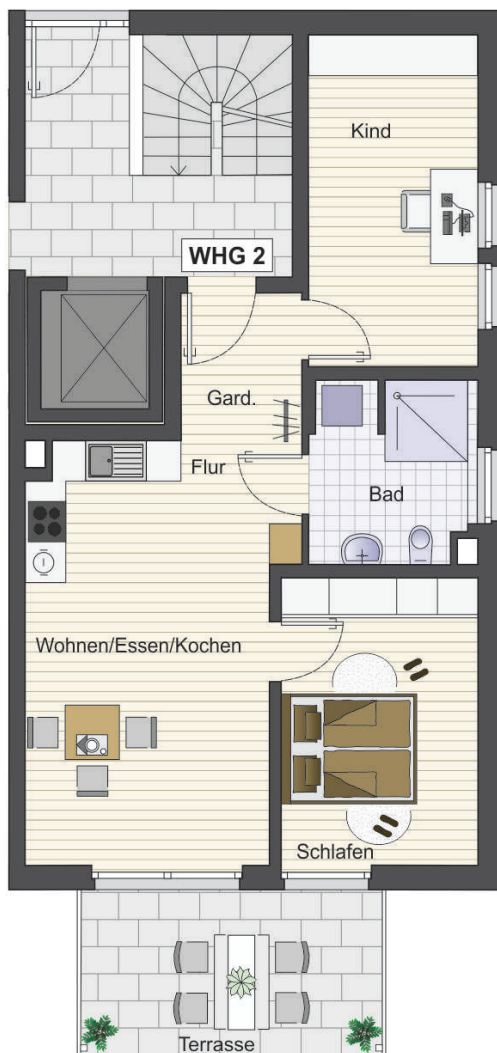 Kind
WHG 2
Gard.
Flur
Bad
Wohnen/Essen/Kochen
Schlafen
Terrasse